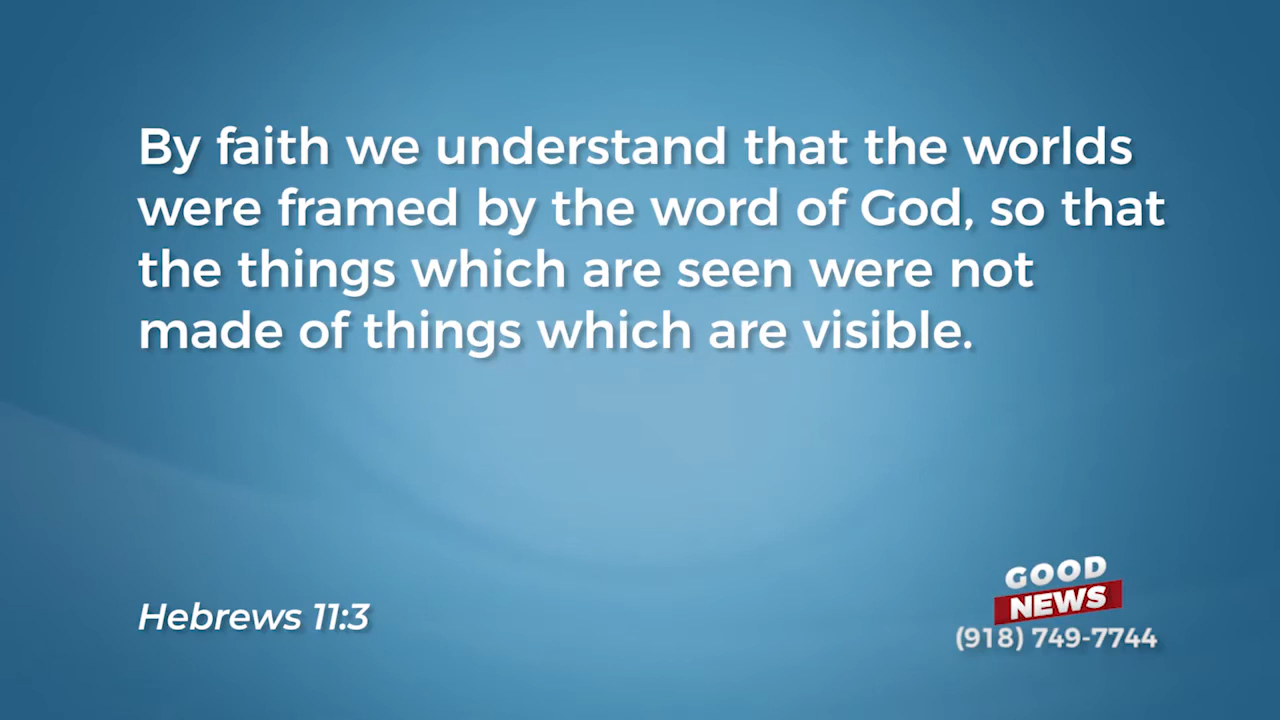 By faith we understand that the worlds
were framed by the word of God, so that
the things which are seen were not
made of things which are visible.
Hebrews 11:3
GOOD
NEWS
(918) 749-7744